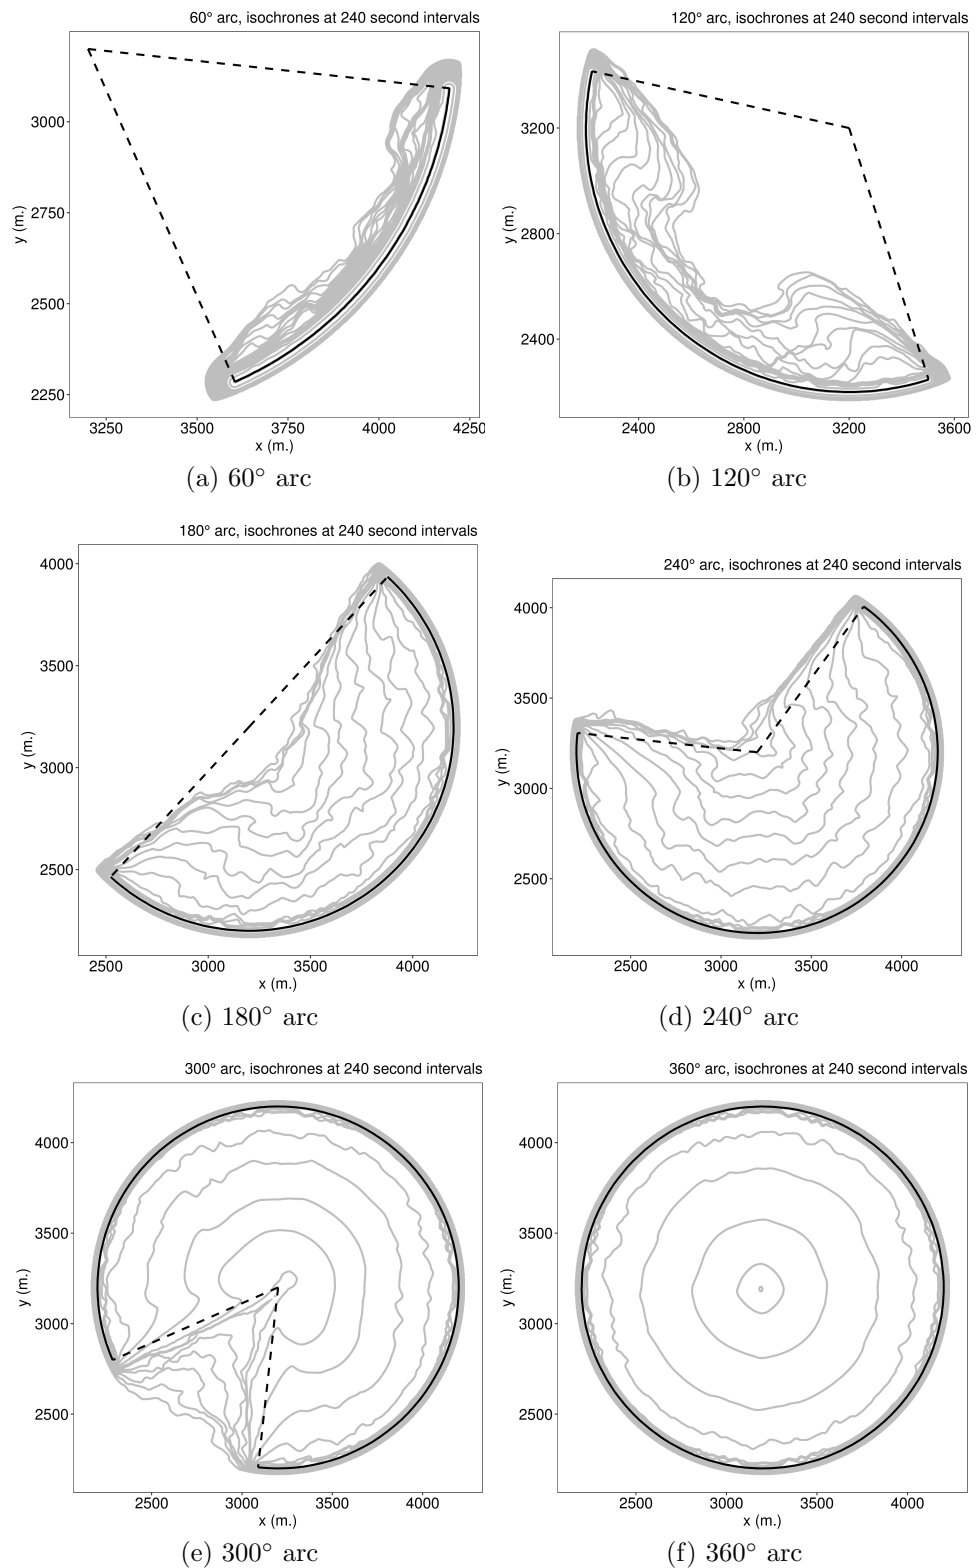 60° arc, isochrones at 240 second intervals
y (m.)
3000
2750
2500
2250
3250 3500 3750 4000 4250
x (m.)
(a) 60° arc
120° arc, isochrones at 240 second intervals
y (m.)
3200
2800
2400
2400 2800 3200 3600
x (m.)
(b) 120° arc
180° arc, isochrones at 240 second intervals
y (m.)
4000
3500
3000
2500
2500 3000 3500 4000
x (m.)
(c) 180° arc
240° arc, isochrones at 240 second intervals
y (m.)
4000
3500
3000
2500
2500 3000 3500 4000
x (m.)
(d) 240° arc
300° arc, isochrones at 240 second intervals
y (m.)
4000
3500
3000
2500
2500 3000 3500 4000
x (m.)
(e) 300° arc
360° arc, isochrones at 240 second intervals
y (m.)
4000
3500
3000
2500
2500 3000 3500 4000
x (m.)
(f) 360° arc